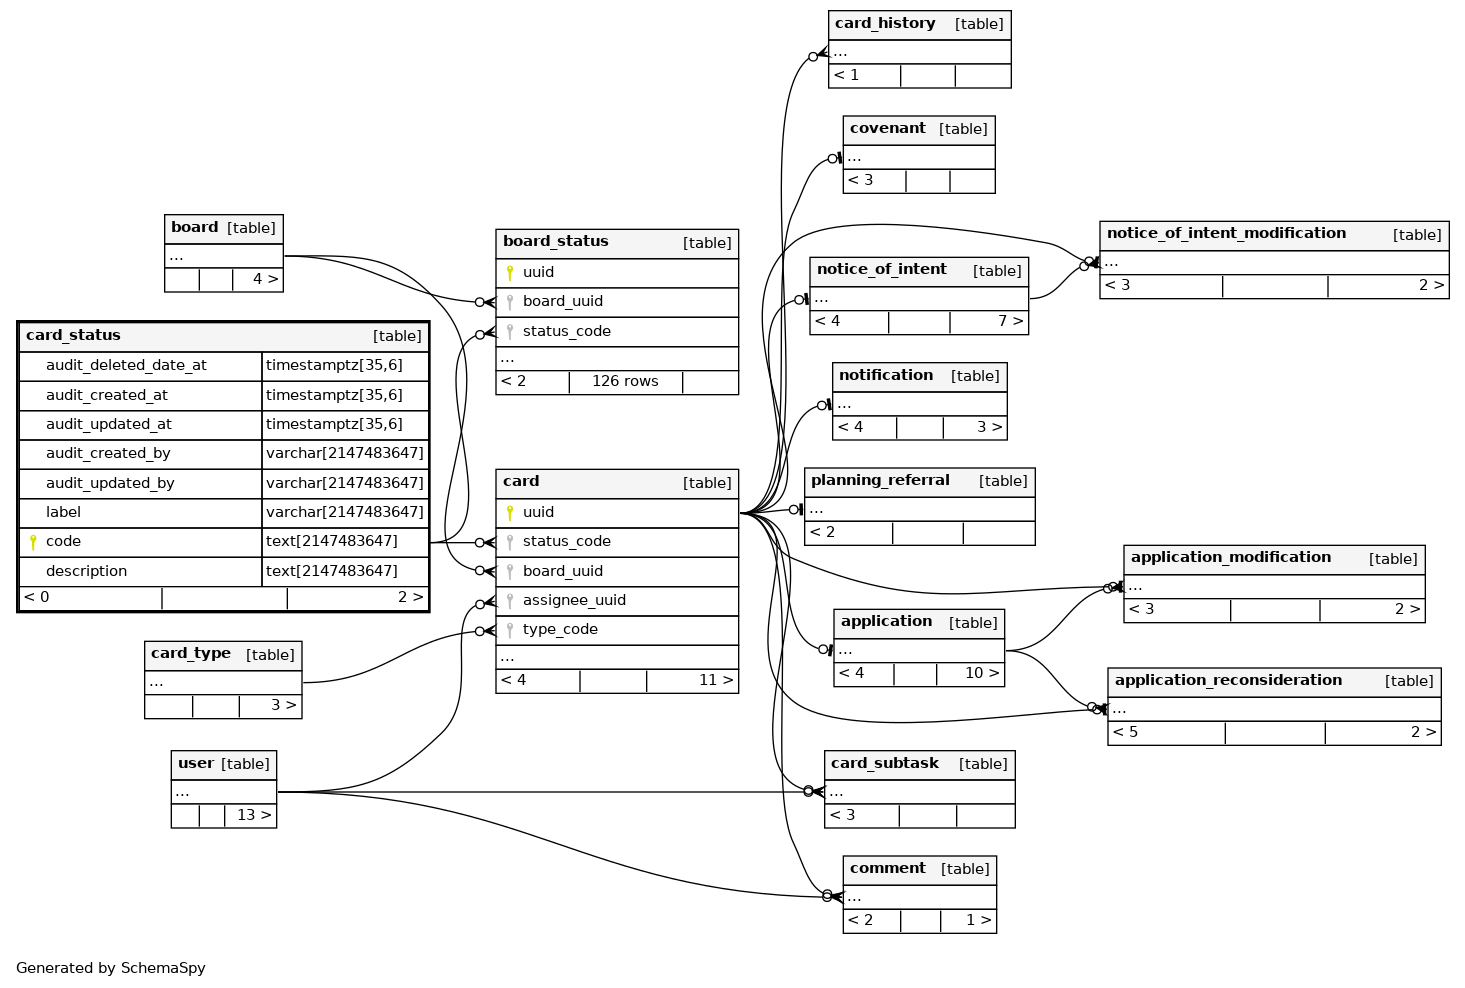 card_history [table]
...
< 1
covenant [table]
...
< 3
board [table]
...
4 >
board_status [table]
uuid
board_uuid
status_code
...
< 2 126 rows
notice_of_intent_modification [table]
...
< 3 2 >
notice_of_intent [table]
...
< 4 7 >
card_status [table]
audit_deleted_date_at timestamptz[35,6]
audit_created_at timestamptz[35,6]
audit_updated_at timestamptz[35,6]
audit_created_by varchar[2147483647]
audit_updated_by varchar[2147483647]
label varchar[2147483647]
code text[2147483647]
description text[2147483647]
< 0 2 >
notification [table]
...
< 4 3 >
card [table]
uuid
status_code
board_uuid
assignee_uuid
type_code
...
< 4 11 >
planning_referral [table]
...
< 2
application_modification [table]
...
< 3 2 >
application [table]
...
< 4 10 >
card_type [table]
...
3 >
application_reconsideration [table]
...
< 5 2 >
user [table]
...
13 >
card_subtask [table]
...
< 3
comment [table]
...
< 2 1 >
Generated by SchemaSpy